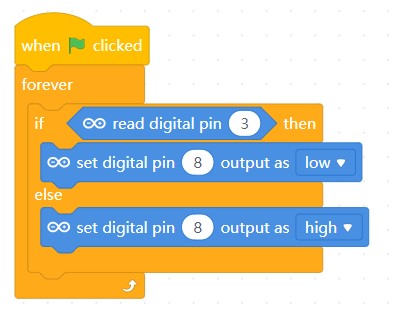 when clicked
forever
if read digital pin 3 then
set digital pin 8 output as low
else
set digital pin 8 output as high